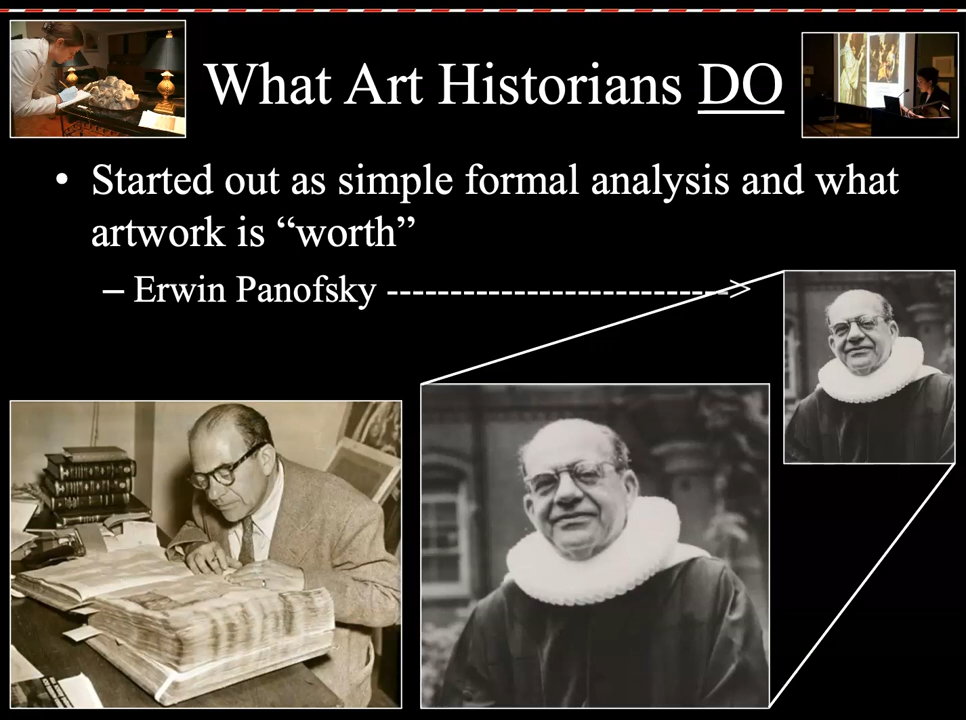 What Art Historians DO
• Started out as simple formal analysis and what
artwork is “worth”
– Erwin Panofsky --------------------------->